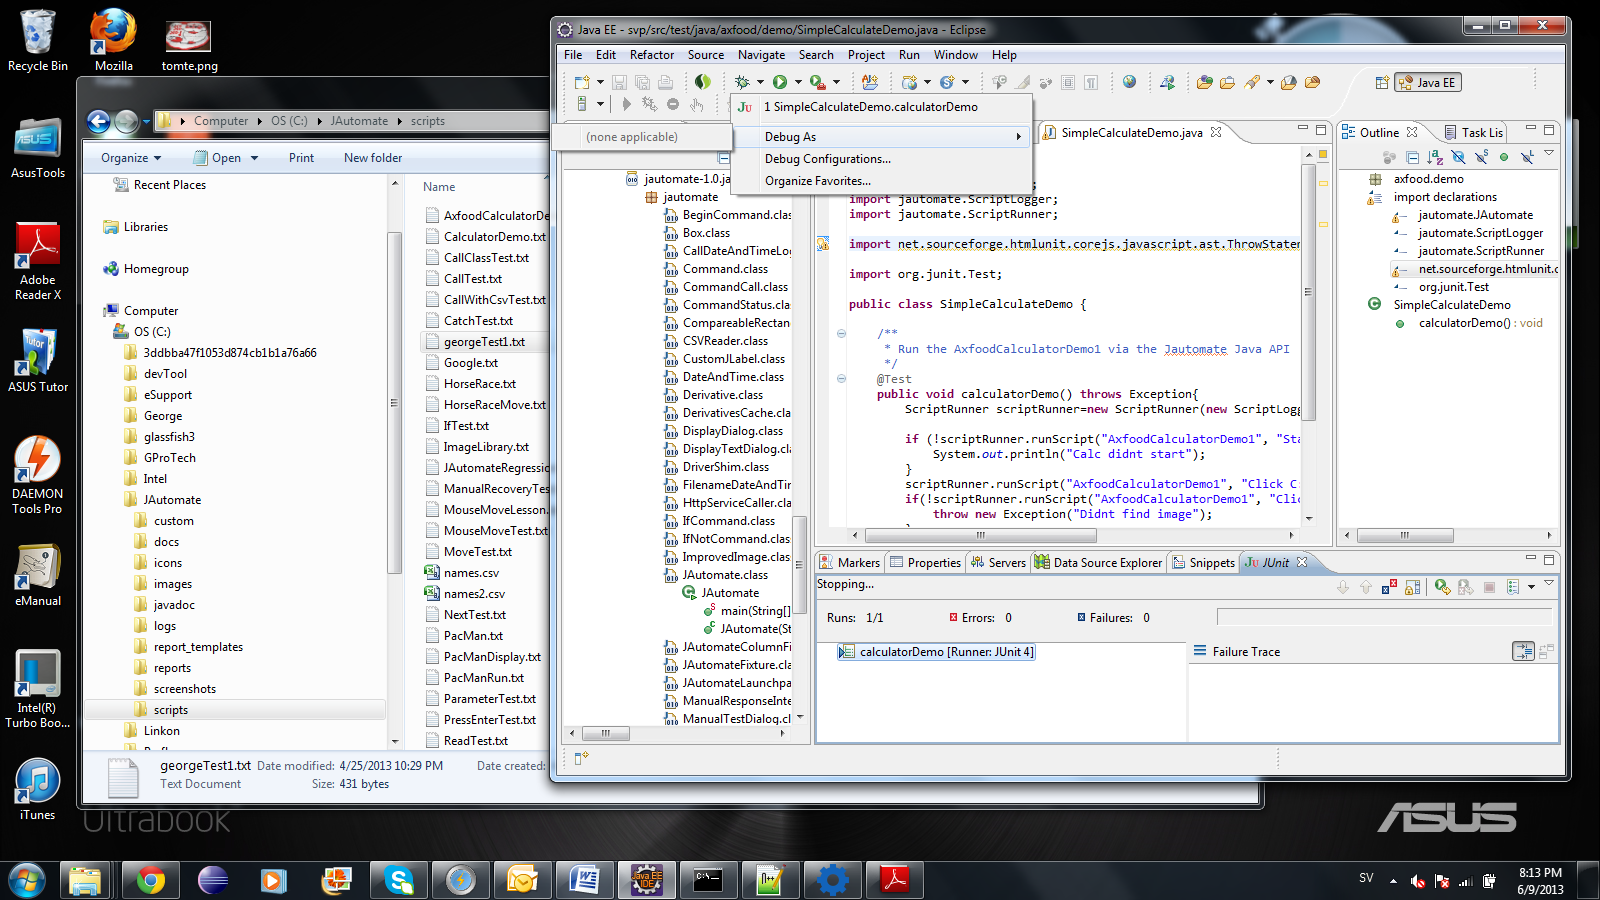 Recycle Bin
Mozilla
tomte.png
AsusTools
Adobe
Reader X
ASUS Tutor
DAEMON
Tools Pro
eManual
Intel(R)
Turbo Boo...
iTunes
Computer
OS (C:)
JAutomate
scripts
Organize
Open
Print
New folder
Recent Places
Libraries
Homegroup
Computer
OS (C:)
3ddbba47f1053d874cb1b1a76a66
devTool
eSupport
George
glassfish3
GProTech
Intel
JAutomate
custom
docs
icons
images
javadoc
logs
report_templates
reports
screenshots
scripts
Linkon
Name
AxfoodCalculatorDe
CalculatorDemo.txt
CallClassTest.txt
CallTest.txt
CallWithCsvTest.txt
CatchTest.txt
georgeTest1.txt
Google.txt
HorseRace.txt
HorseRaceMove.txt
IfTest.txt
ImageLibrary.txt
JAutomateRegressio
ManualRecoveryTes
MouseMoveLesson.
MouseMoveTest.txt
MoveTest.txt
names.csv
names2.csv
NextTest.txt
PacMan.txt
PacManDisplay.txt
PacManRun.txt
ParameterTest.txt
PressEnterTest.txt
ReadTest.txt
georgeTest1.txt Date modified: 4/25/2013 10:29 PM Date created:
Text Document Size: 431 bytes
Java EE - svp/src/test/java/axfood/demo/SimpleCalculateDemo.java - Eclipse
File Edit Refactor Source Navigate Search Project Run Window Help
Java EE
1 SimpleCalculateDemo.calculatorDemo
Debug As
Debug Configurations...
Organize Favorites...
(none applicable)
jautomate-1.0.ja
jautomate
BeginCommand.clas
Box.class
CallDateAndTimeLog
Command.class
CommandCall.class
CommandStatus.class
CompareableRectan
CSVReader.class
CustomJLabel.class
DateAndTime.class
Derivative.class
DerivativesCache.cla
DisplayDialog.class
DisplayTextDialog.cl
DriverShim.class
FilenameDateAndTin
HttpServiceCaller.cl
IfCommand.class
IfNotCommand.class
ImprovedImage.class
JAutomate.class
JAutomate
main(String[]
JAutomate(St
JAutomateColumnFi
JAutomateFixture.cla
JAutomateLaunchpa
ManualResponseInte
ManualTestDialog.cl
SimpleCalculateDemo.java
import jautomate.ScriptLogger;
import jautomate.ScriptRunner;
import net.sourceforge.htmlunit.corejs.javascript.ast.ThrowStater
import org.junit.Test;
public class SimpleCalculateDemo {
/**
* Run the AxfoodCalculatorDemo1 via the Jautomate Java API
*/
@Test
public void calculatorDemo() throws Exception{
ScriptRunner scriptRunner=new ScriptRunner(new ScriptLogg
if (!scriptRunner.runScript("AxfoodCalculatorDemo1", "Sta
System.out.println("Calc didnt start");
}
scriptRunner.runScript("AxfoodCalculatorDemo1", "Click C:
if(!scriptRunner.runScript("AxfoodCalculatorDemo1", "Clic
throw new Exception("Didnt find image");
Outline
Task Lis
axfood.demo
import declarations
jautomate.JAutomate
jautomate.ScriptLogger
jautomate.ScriptRunner
net.sourceforge.htmlunit.c
org.junit.Test
SimpleCalculateDemo
calculatorDemo() : void
Markers Properties Servers Data Source Explorer Snippets JUnit
Stopping...
Runs: 1/1 Errors: 0 Failures: 0
calculatorDemo [Runner: JUnit 4]
Failure Trace
Ultrabook
ASUS
Java EE
IDE
SV
8:13 PM
6/9/2013